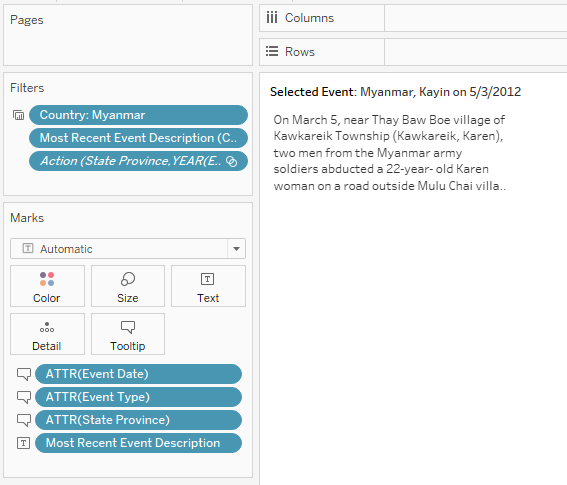 Pages
Columns
Rows
Filters
Country: Myanmar
Most Recent Event Description (C..
Action (State Province,YEAR(E..
Marks
Automatic
Color
Size
Text
Detail
Tooltip
ATTR(Event Date)
ATTR(Event Type)
ATTR(State Province)
Most Recent Event Description
Selected Event: Myanmar, Kayin on 5/3/2012
On March 5, near Thay Baw Boe village of
Kawkareik Township (Kawkareik, Karen),
two men from the Myanmar army
soldiers abducted a 22-year- old Karen
woman on a road outside Mulu Chai villa..